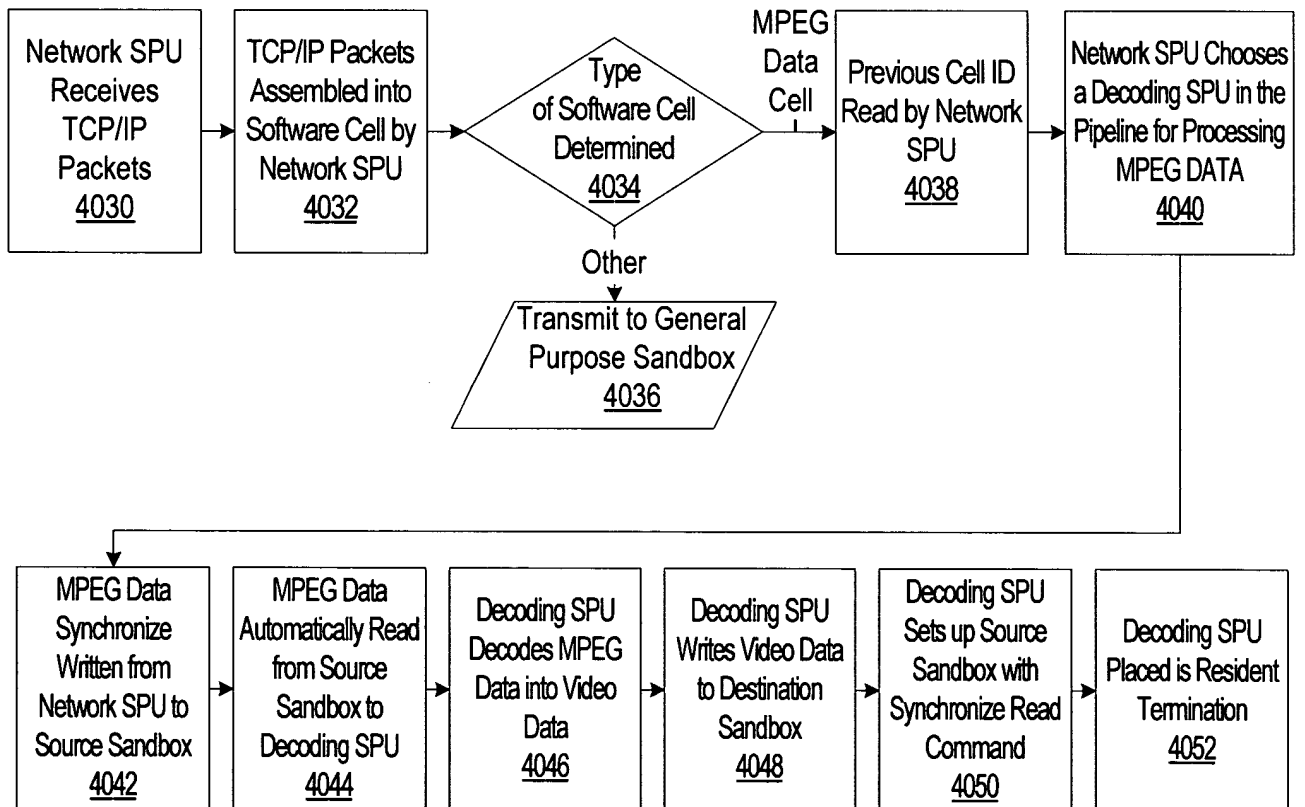 Network SPU
Receives
TCP/IP
Packets
4030
TCP/IP Packets
Assembled into
Software Cell by
Network SPU
4032
Type
of Software Cell
Determined
4034
MPEG
Data
Cell
Previous Cell ID
Read by Network
SPU
4038
Network SPU Chooses
a Decoding SPU in the
Pipeline for Processing
MPEG DATA
4040
Other
Transmit to General
Purpose Sandbox
4036
MPEG Data
Synchronize
Written from
Network SPU to
Source Sandbox
4042
MPEG Data
Automatically Read
from Source
Sandbox to
Decoding SPU
4044
Decoding SPU
Decodes MPEG
Data into Video
Data
4046
Decoding SPU
Writes Video Data
to Destination
Sandbox
4048
Decoding SPU
Sets up Source
Sandbox with
Synchronize Read
Command
4050
Decoding SPU
Placed is Resident
Termination
4052